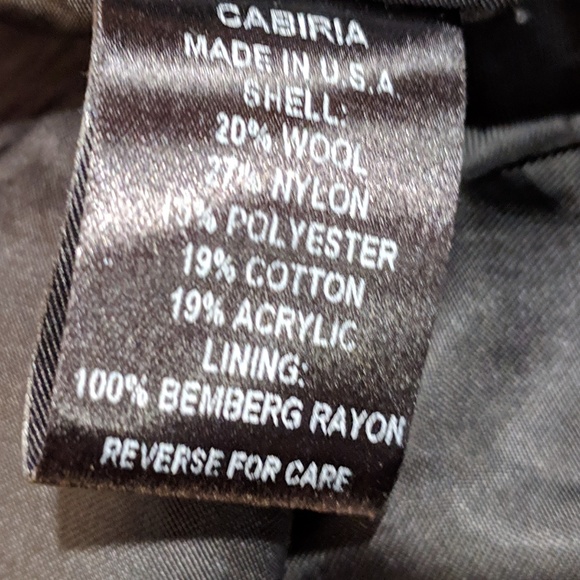 CABIRIA
MADE IN U.S.A.
SHELL:
20% WOOL
27% NYLON
15% POLYESTER
19% COTTON
19% ACRYLIC
LINING:
100% BEMBERG RAYON
REVERSE FOR CARE